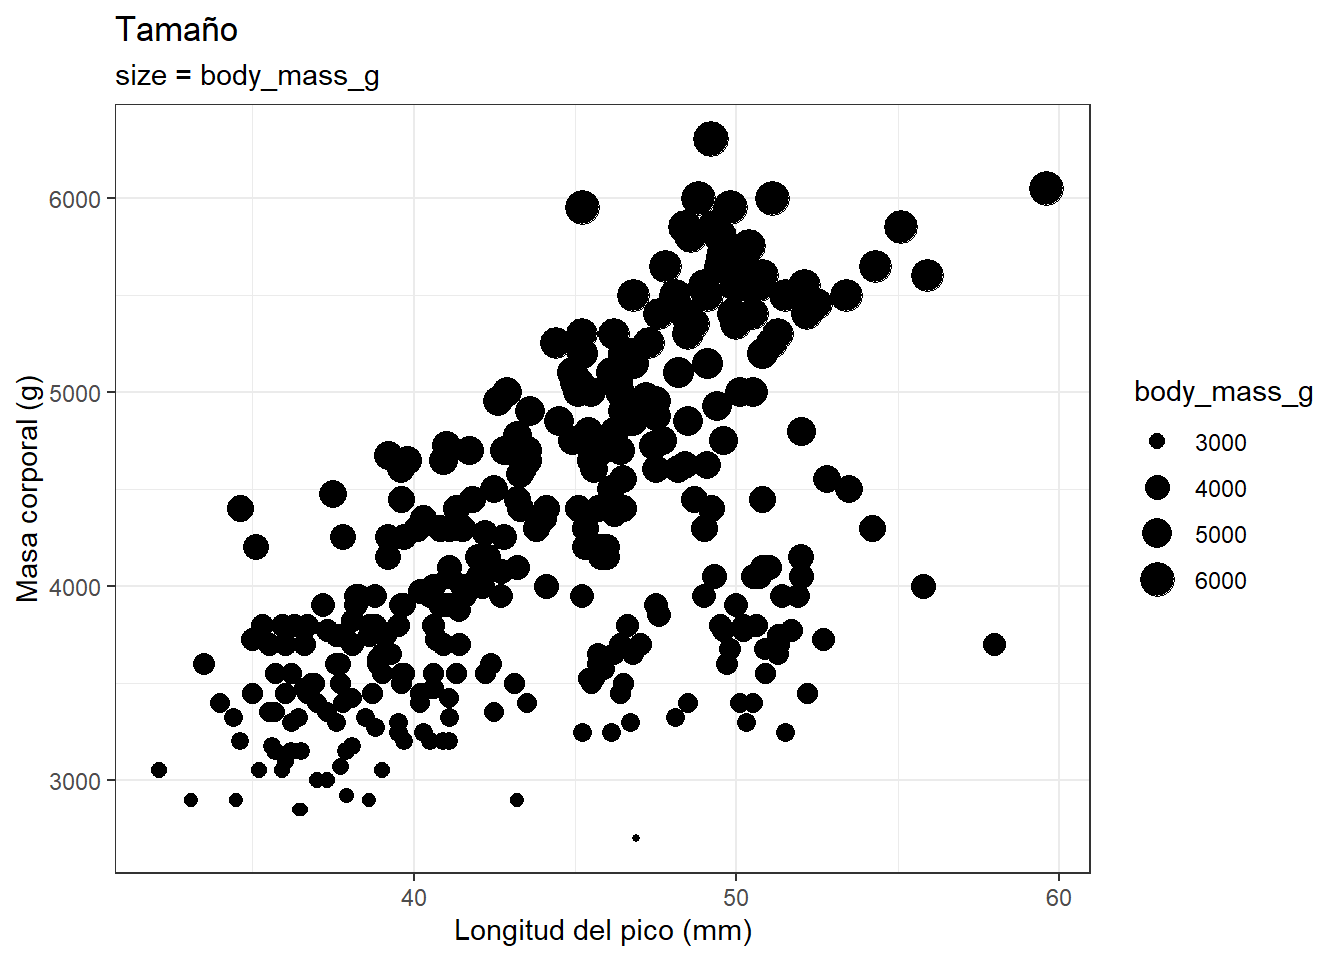 Tamaño
size = body_mass_g
Masa corporal (g)
6000
5000
4000
3000
40
50
60
Longitud del pico (mm)
body_mass_g
3000
4000
5000
6000